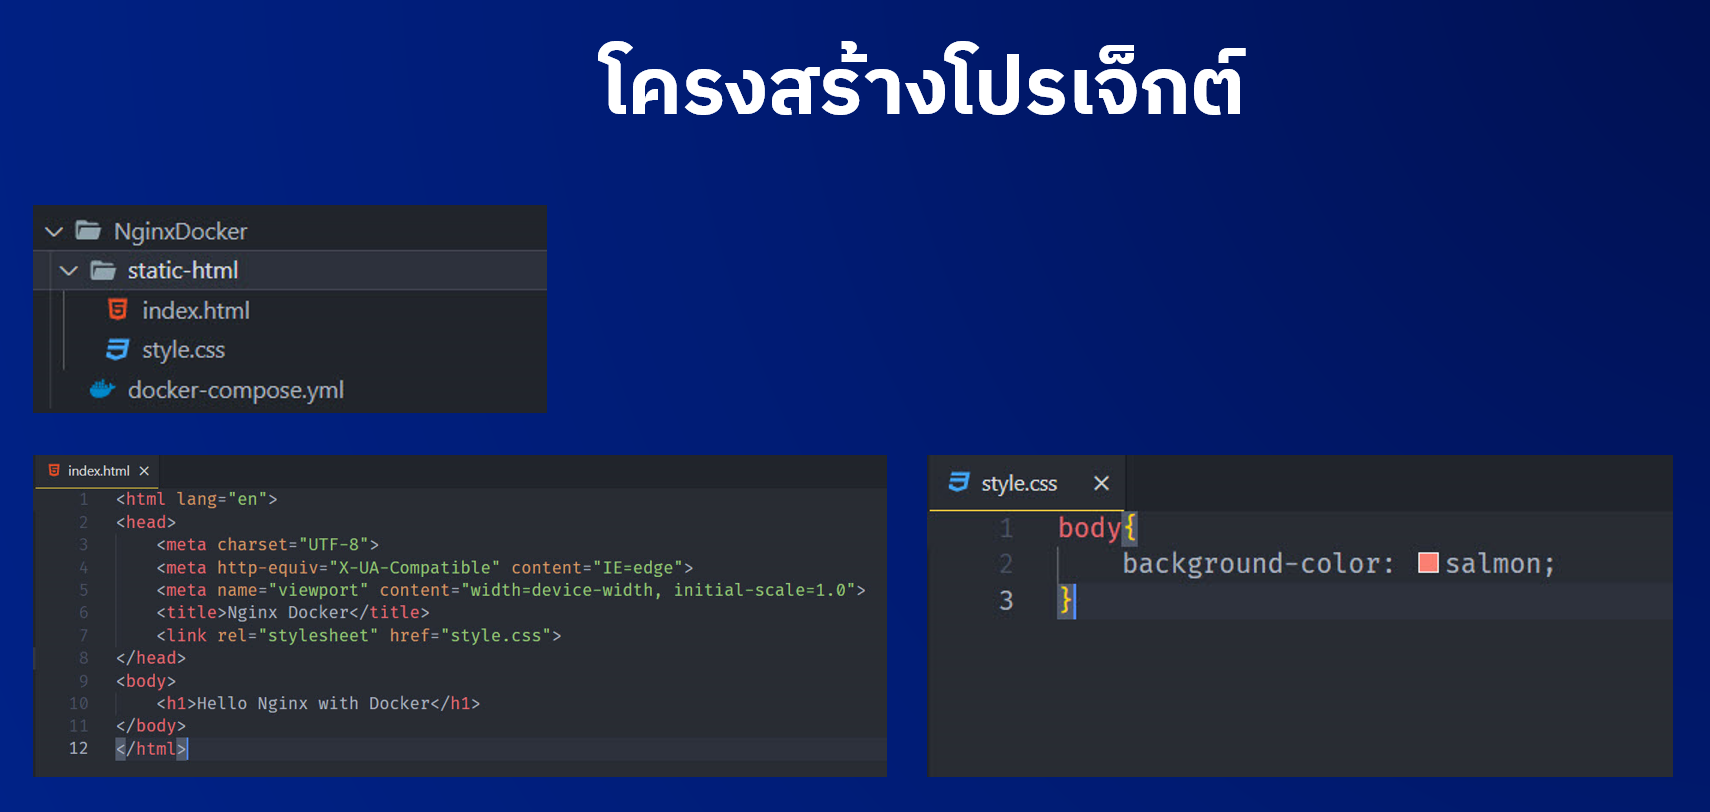 โครงสร้างโปรเจ็กต์
NginxDocker
static-html
index.html
style.css
docker-compose.yml
index.html
1 <html lang="en">
2 <head>
3     <meta charset="UTF-8">
4     <meta http-equiv="X-UA-Compatible" content="IE=edge">
5     <meta name="viewport" content="width=device-width, initial-scale=1.0">
6     <title>Nginx Docker</title>
7     <link rel="stylesheet" href="style.css">
8 </head>
9 <body>
10     <h1>Hello Nginx with Docker</h1>
11 </body>
12 </html>
style.css
1 body{
2     background-color: salmon;
3 }